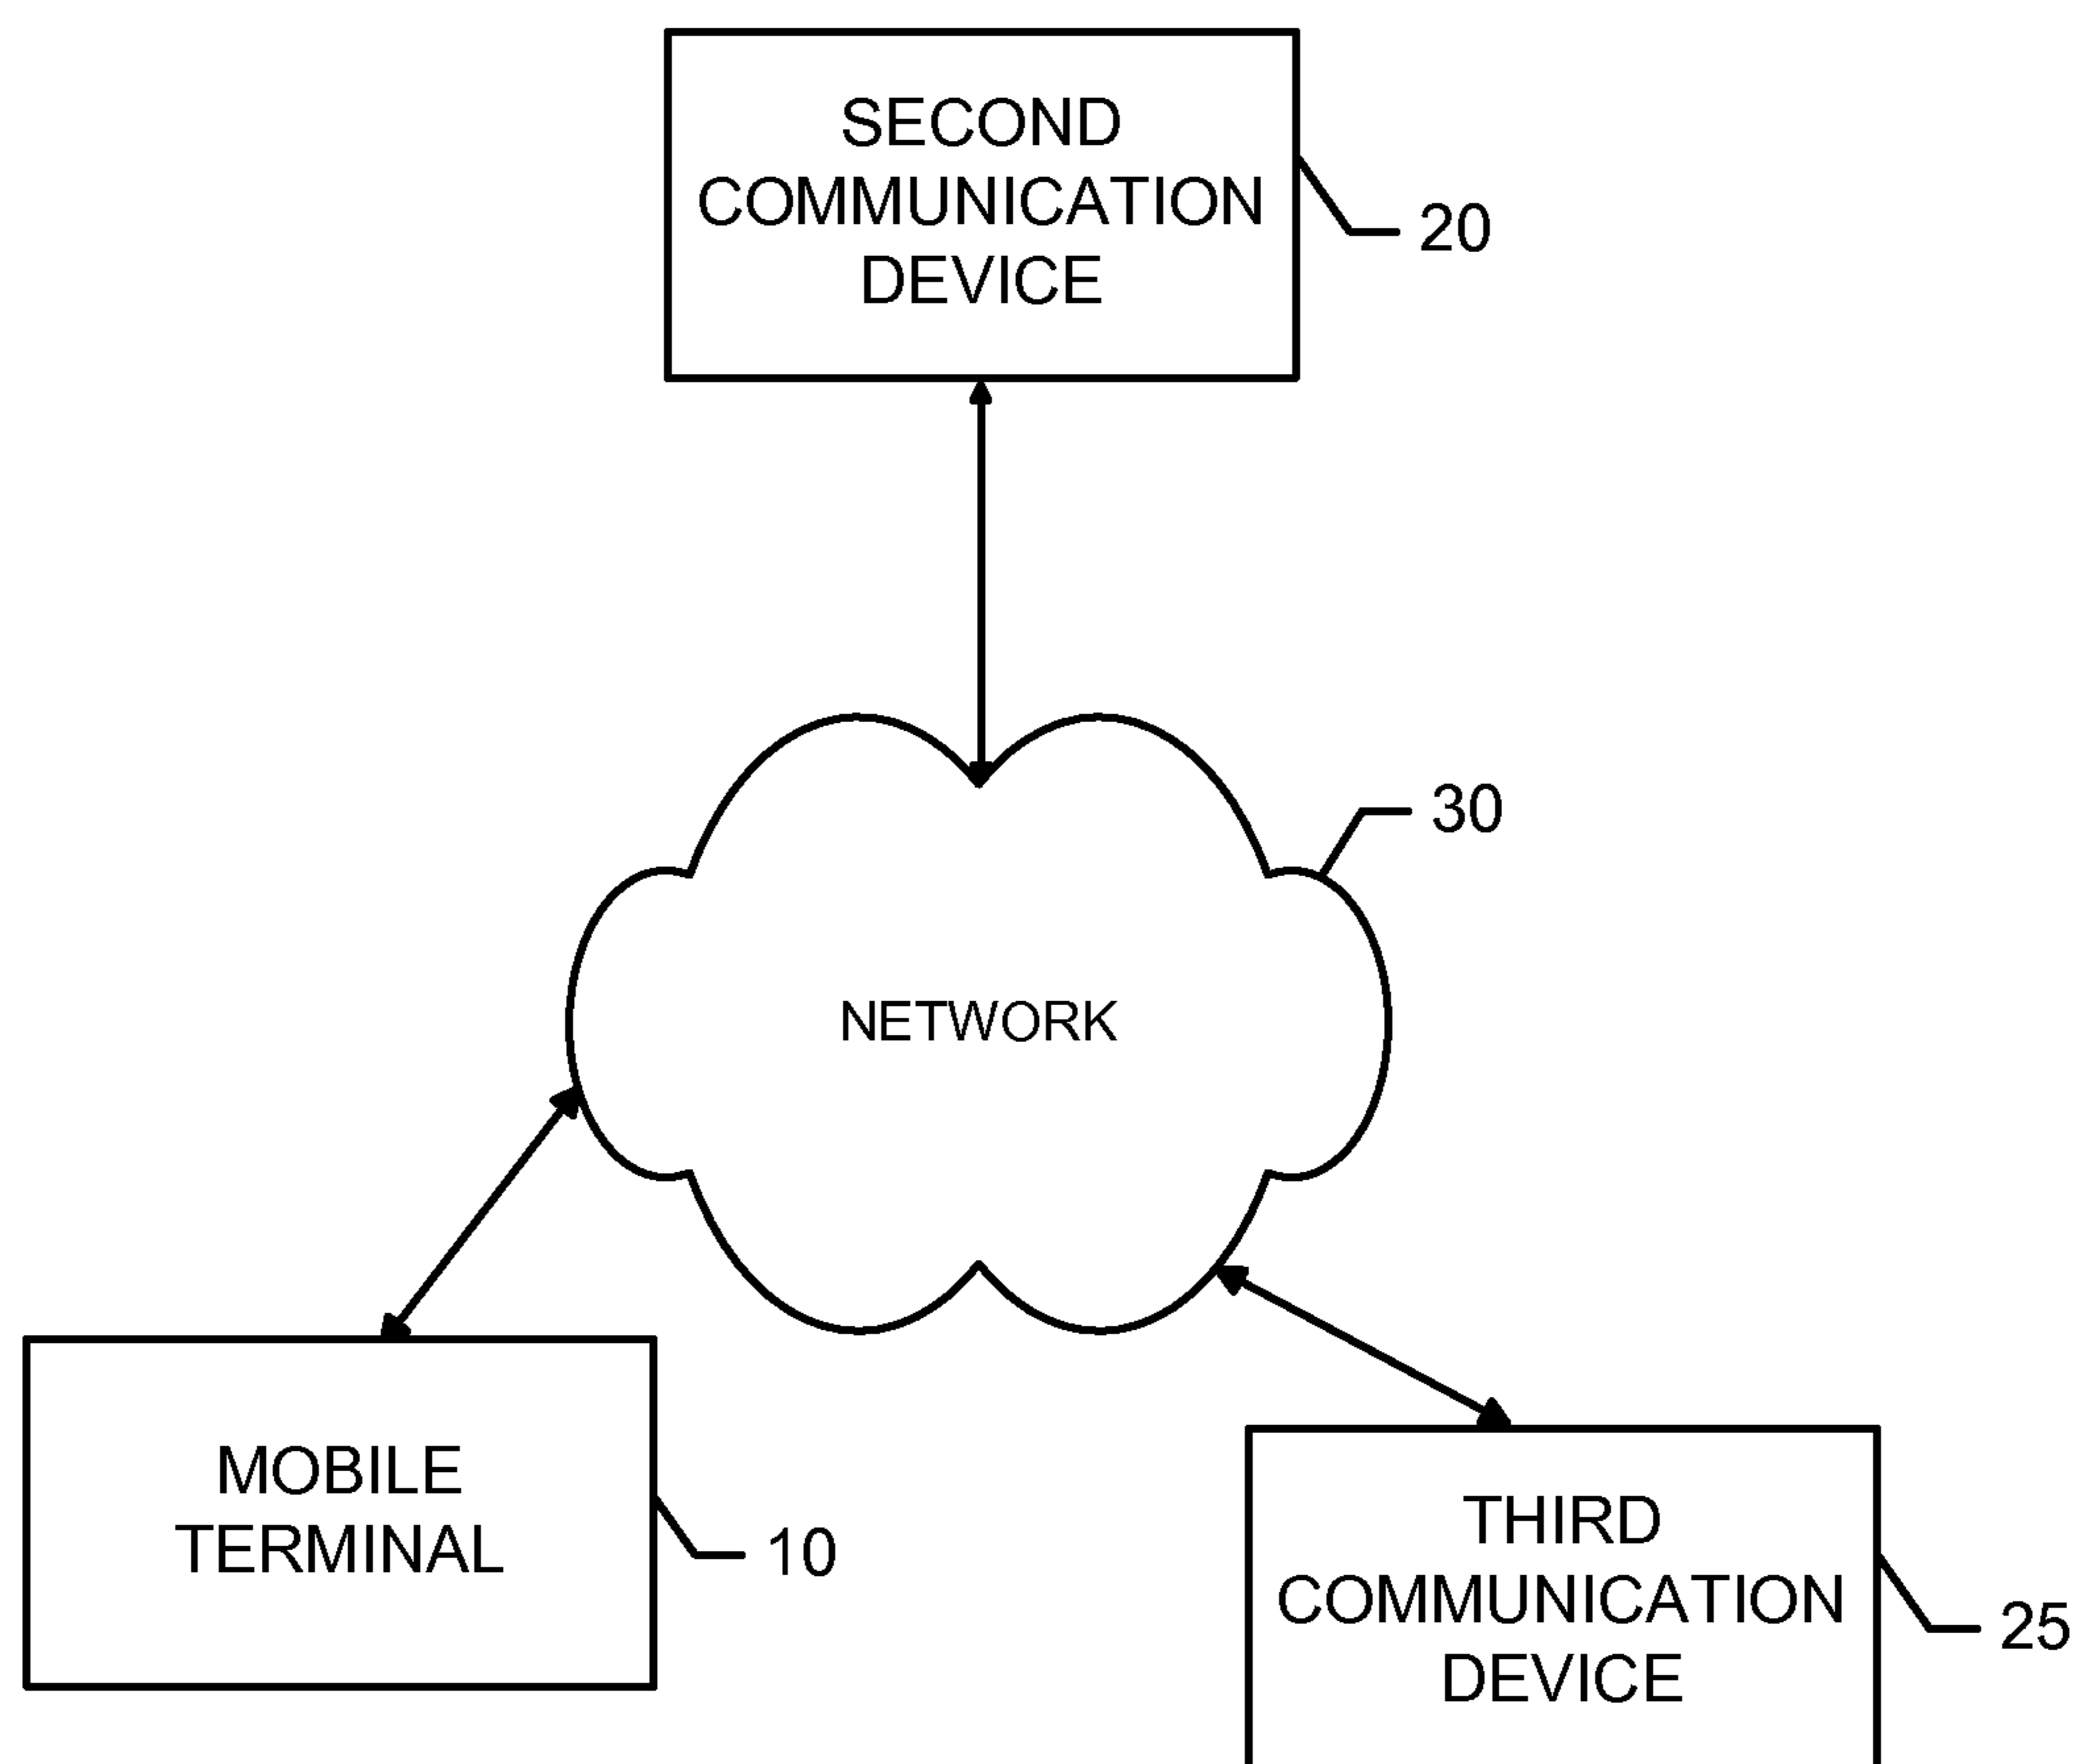 SECOND
COMMUNICATION
DEVICE
20
30
NETWORK
MOBILE
TERMINAL
10
THIRD
COMMUNICATION
DEVICE
25